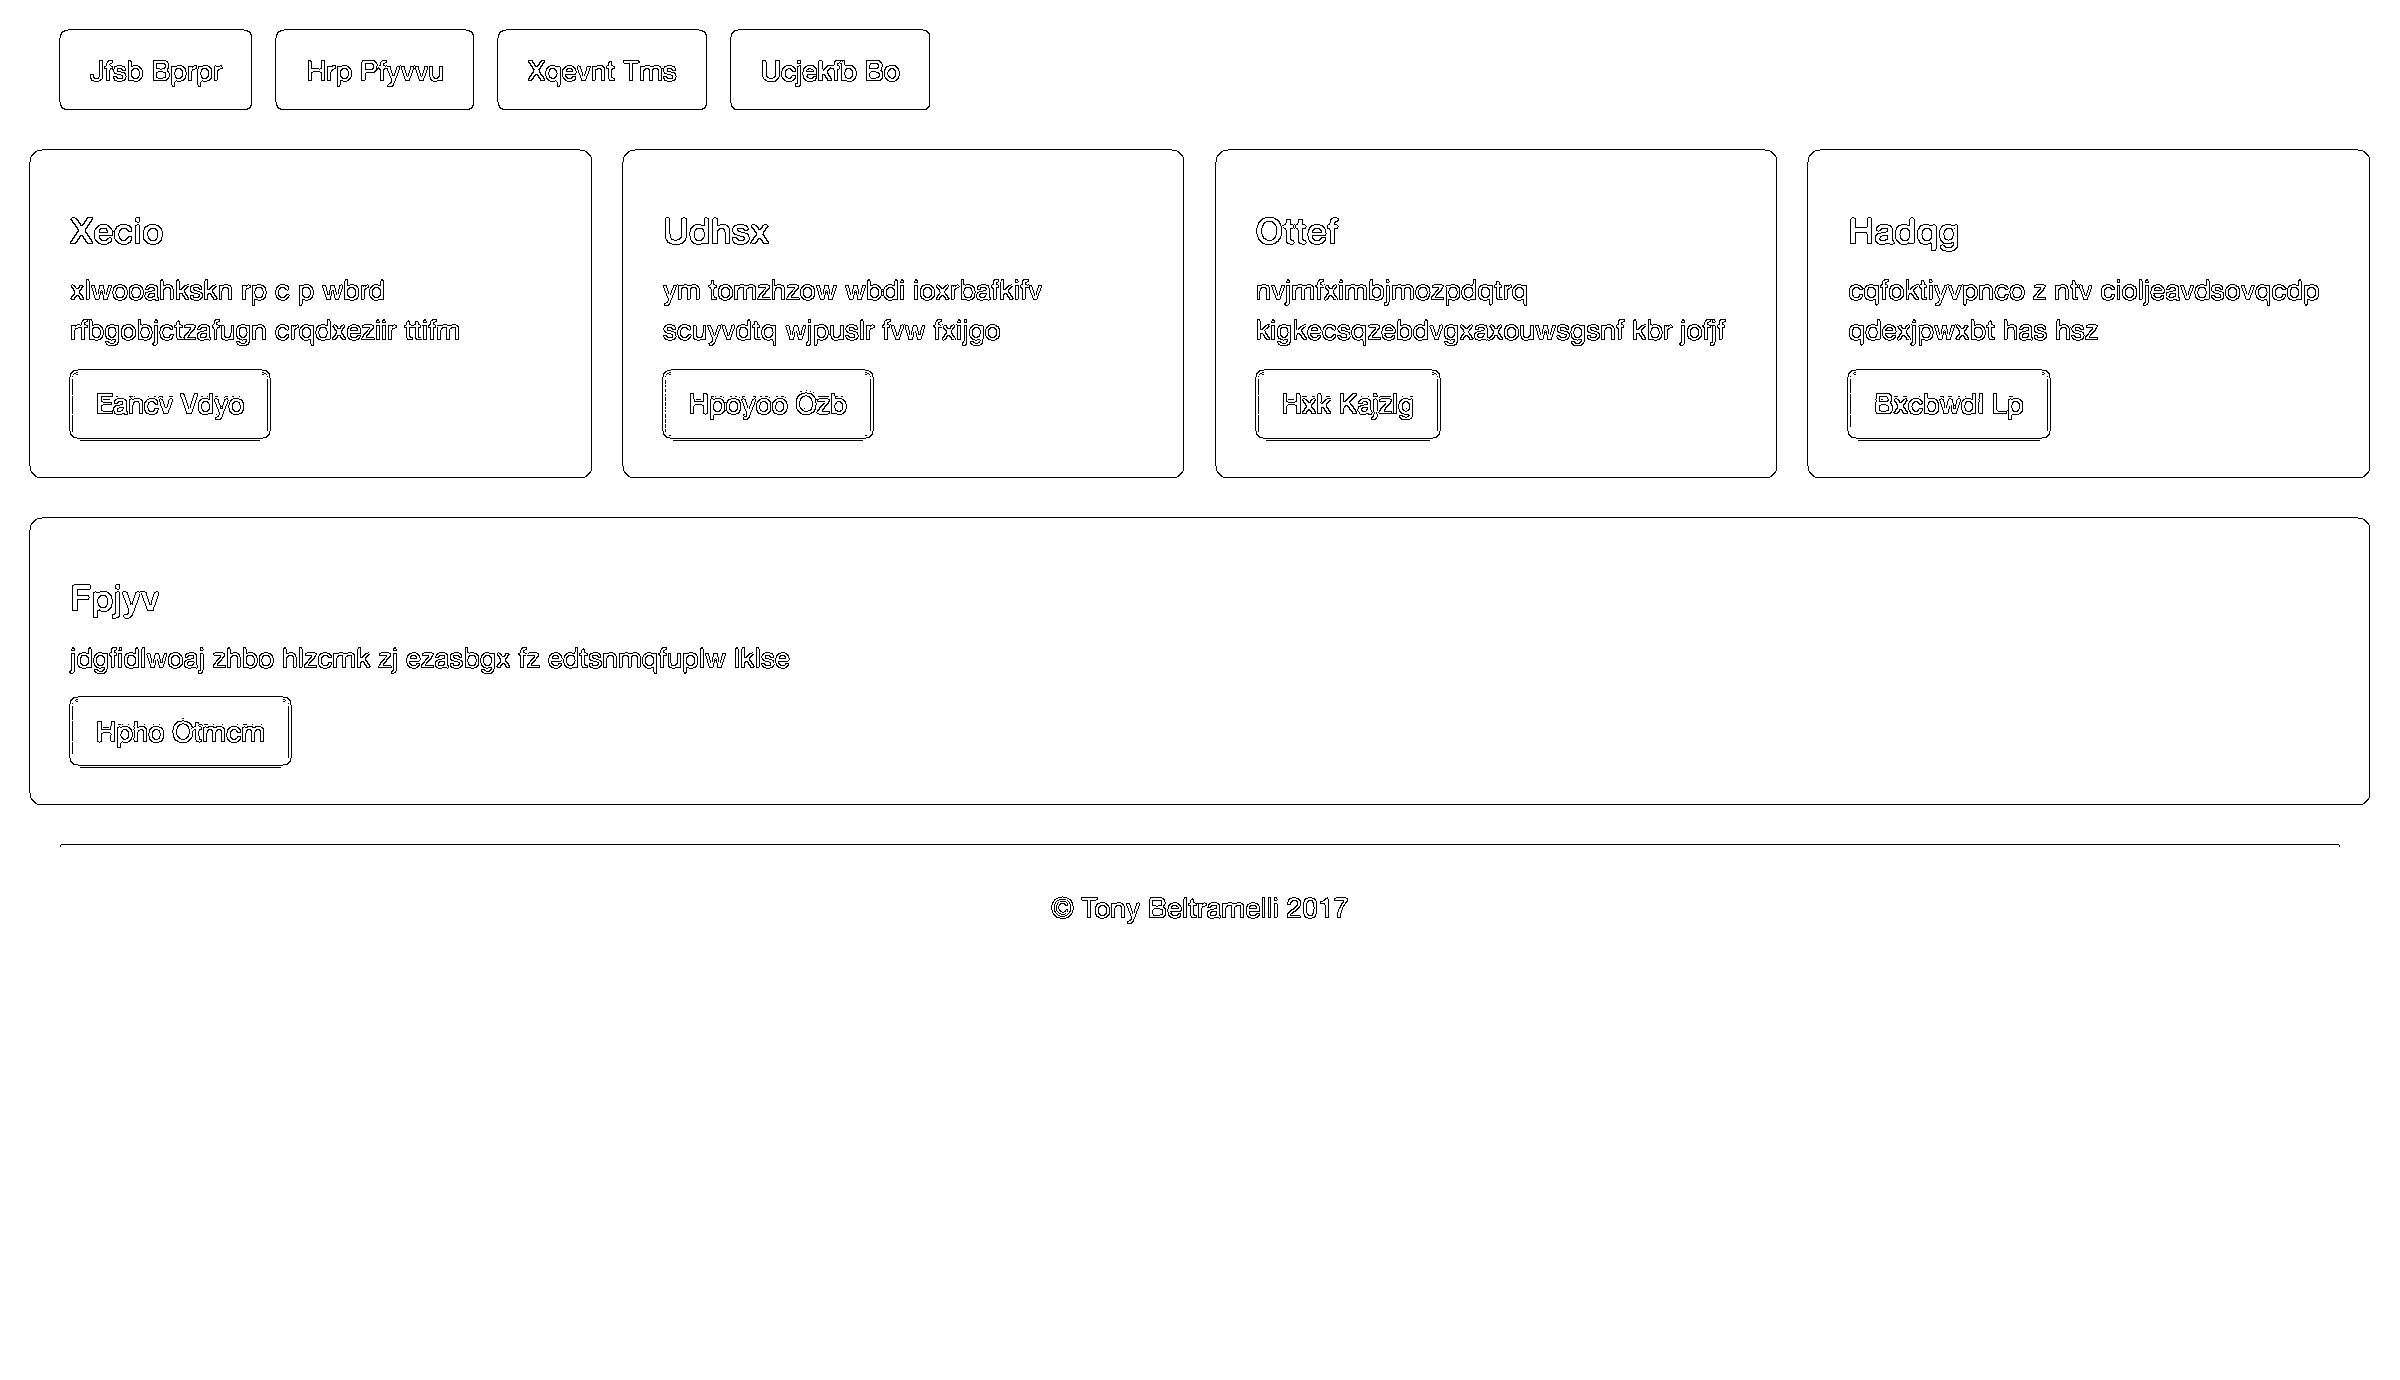 Jfsb Bprpr
Hrp Pfyvvu
Xqevnt Tms
Ucjekfb Bo
Xecio
xlwooahkskn rp c p wbrd
rfbgobjctzafugn crqdxeziir ttifm
Eancv Vdyo
Udhsx
ym tomzhzow wbdi ioxrbafkifv
scuyvdtq wjpuslr fvw fxijgo
Hpoyoo Ozb
Ottef
nvjmfximbjmozpdqtrq
kigkecsqzebdvgxaxouwsgsnf kbr jofjf
Hxk Kajzlg
Hadqg
cqfoktiyvpnco z ntv cioljeavdsovqcdp
qdexjpwxbt has hsz
Bxcbwdl Lp
Fpjyv
jdgfidlwoaj zhbo hlzcmk zj ezasbgx fz edtsnmqfuplw lklse
Hpho Otmcm
© Tony Beltramelli 2017